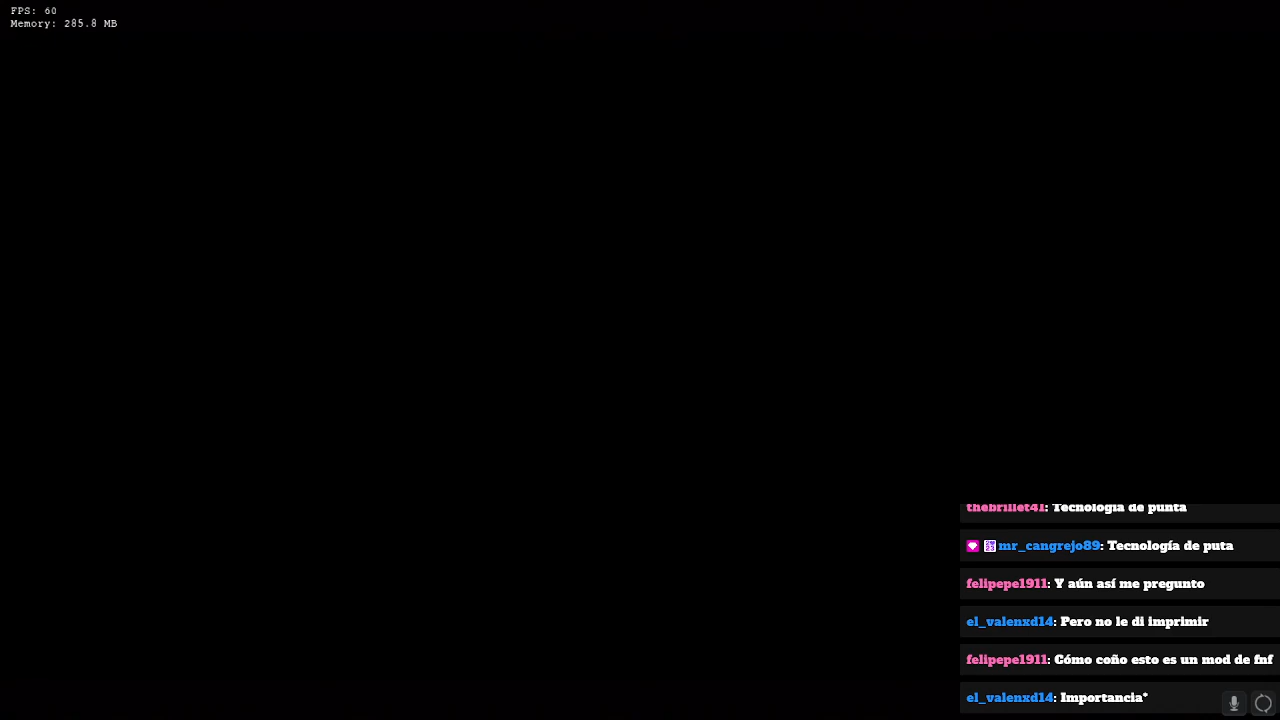 FPS: 60
Memory: 285.8 MB
thebrillet41: Tecnología de punta
mr_cangrejo89: Tecnología de puta
felipepe1911: Y aún así me pregunto
el_valenxd14: Pero no le di imprimir
felipepe1911: Cómo coño esto es un mod de fnf
el_valenxd14: Importancia*